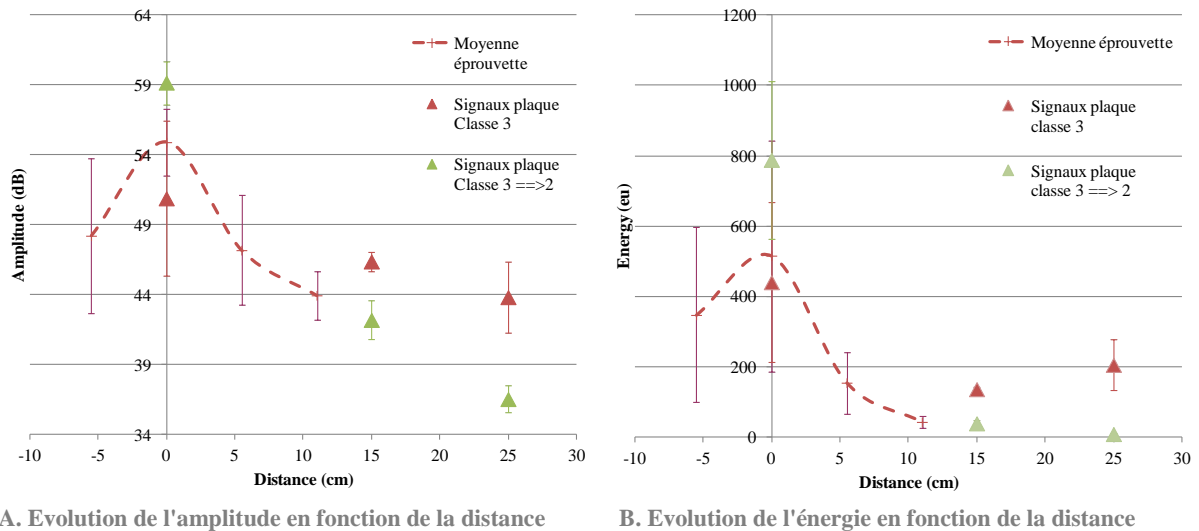 64
59
54
49
44
39
34
-10
-5
0
5
10
15
20
25
30
Amplitude (dB)
Distance (cm)
Moyenne
éprouvette
Signaux plaque
Classe 3
Signaux plaque
Classe 3 ==>2
A. Evolution de l'amplitude en fonction de la distance
1200
1000
800
600
400
200
0
-10
-5
0
5
10
15
20
25
30
Energy (eu)
Distance (cm)
Moyenne éprouvette
Signaux plaque
classe 3
Signaux plaque
classe 3 ==> 2
B. Evolution de l'énergie en fonction de la distance